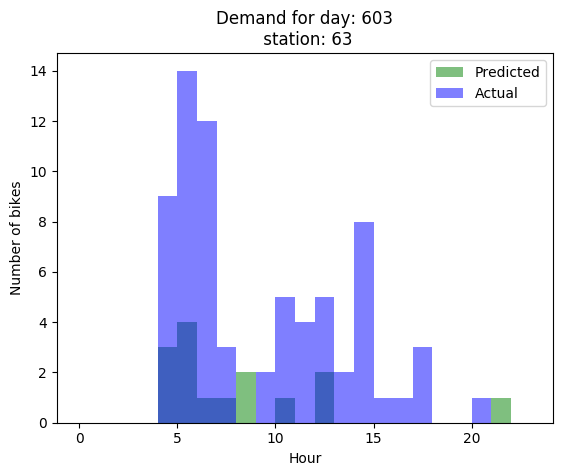 Demand for day: 603
station: 63
Predicted
Actual
Number of bikes
14
12
10
8
6
4
2
0
0 5 10 15 20
Hour